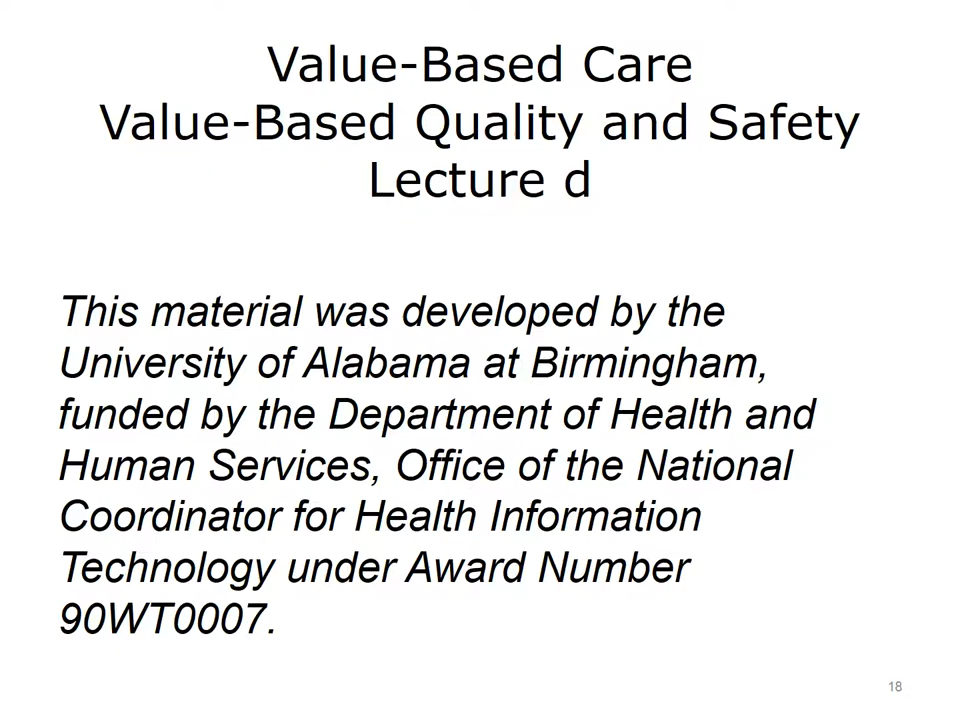 Value-Based Care
Value-Based Quality and Safety
Lecture d
This material was developed by the
University of Alabama at Birmingham,
funded by the Department of Health and
Human Services, Office of the National
Coordinator for Health Information
Technology under Award Number
90WT0007.
18